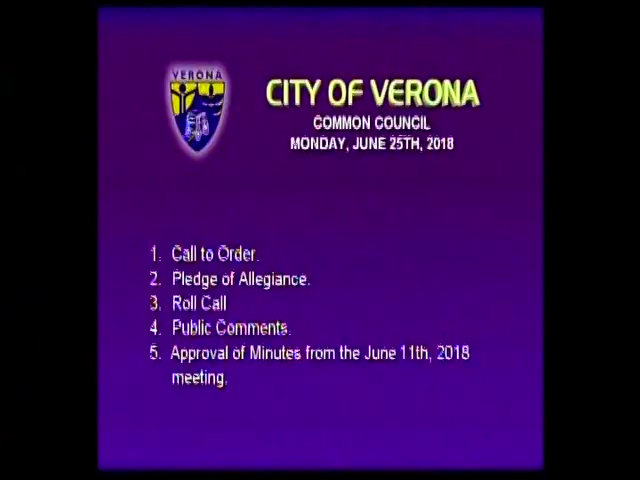 VERONA
CITY OF VERONA
COMMON COUNCIL
MONDAY, JUNE 25TH, 2018
1. Call to Order.
2. Pledge of Allegiance.
3. Roll Call
4. Public Comments.
5. Approval of Minutes from the June 11th, 2018
meeting.